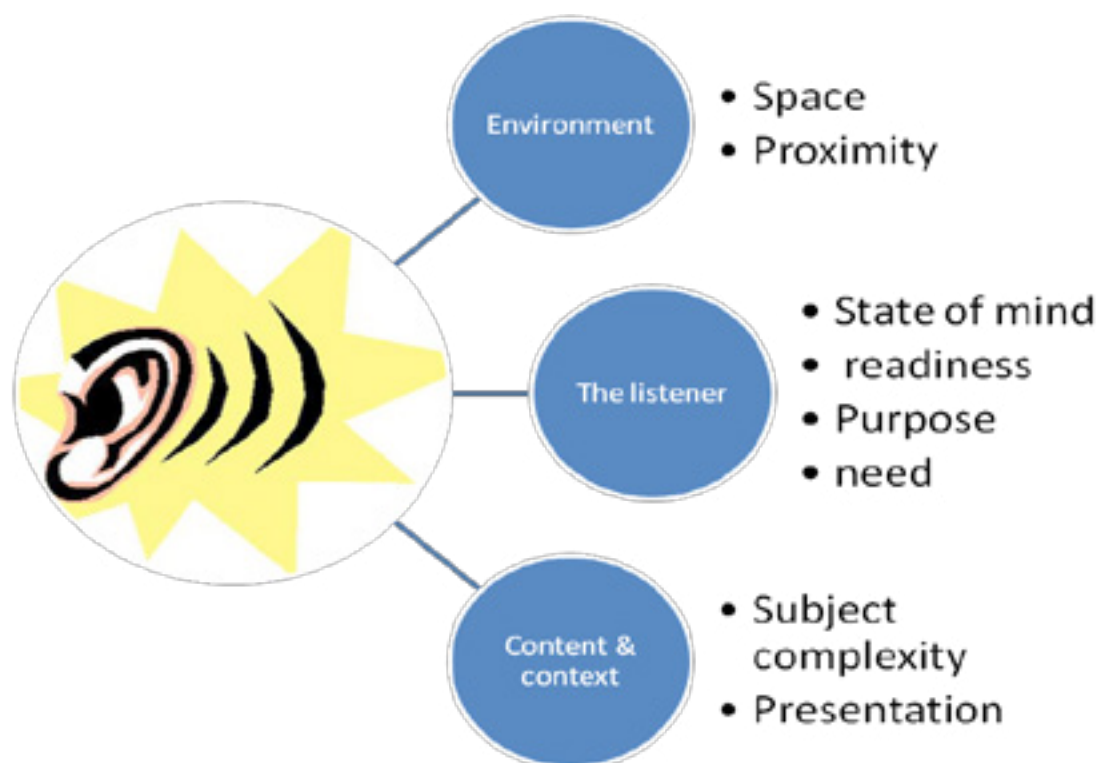 Environment
• Space
• Proximity
The listener
• State of mind
• readiness
• Purpose
• need
Content &
context
• Subject
complexity
• Presentation